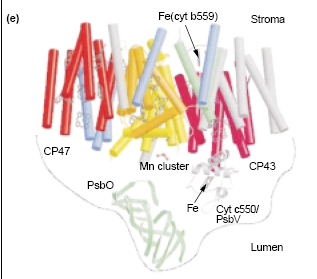 (e)
Fe(cyt b559)
Stroma
CP47
Mn cluster
CP43
PsbO
Fe
Cyt c550/
PsbV
Lumen